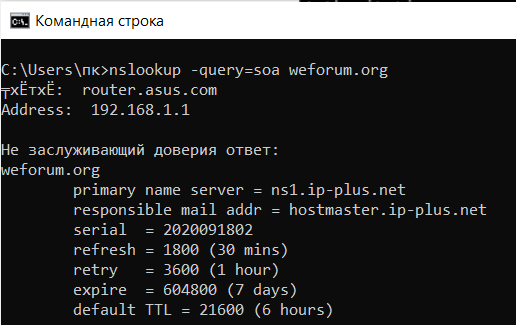 Командная строка
C:\Users\пк>nslookup -query=soa weforum.org
╤хЁтхЁ:  router.asus.com
Address:  192.168.1.1
Не заслуживающий доверия ответ:
weforum.org
        primary name server = ns1.ip-plus.net
        responsible mail addr = hostmaster.ip-plus.net
        serial  = 2020091802
        refresh = 1800 (30 mins)
        retry   = 3600 (1 hour)
        expire  = 604800 (7 days)
        default TTL = 21600 (6 hours)